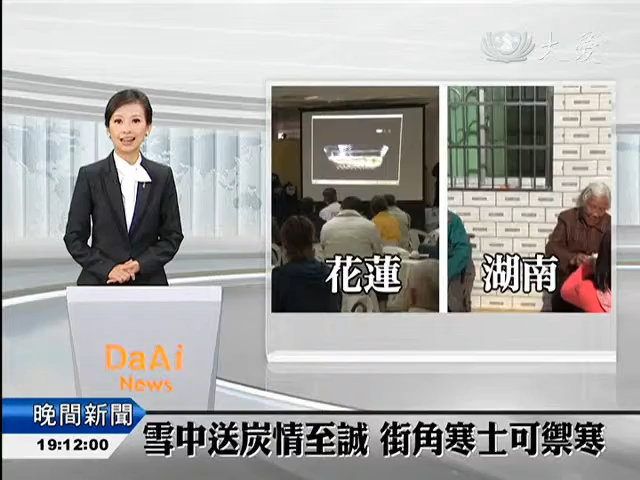 大愛
花蓮
湖南
DaAi
News
晚間新聞
19:12:00
雪中送炭情至誠 街角寒士可禦寒